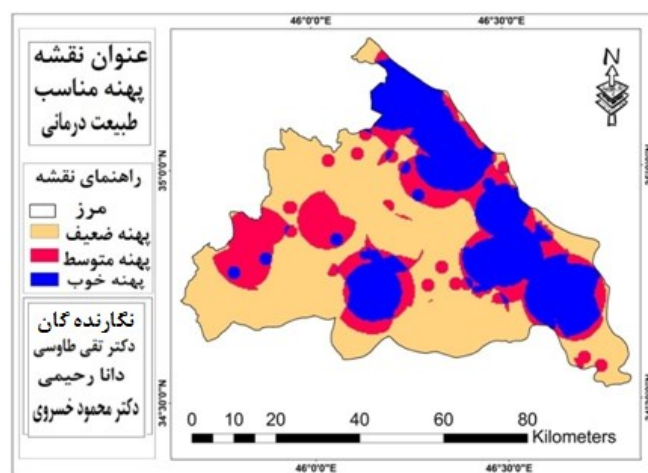 عنوان نقشه
پهنه مناسب
طبیعت درمانی
راهنمای نقشه
مرز
پهنه ضعیف
پهنه متوسط
پهنه خوب
نگارنده گان
دکتر تقی طاوسی
دانا رحیمی
دکتر محمود خسروی
46°0'0"E 46°30'0"E
N
35°0'0"N
34°30'0"N
0 10 20 40 60 80
Kilometers
46°0'0"E 46°30'0"E